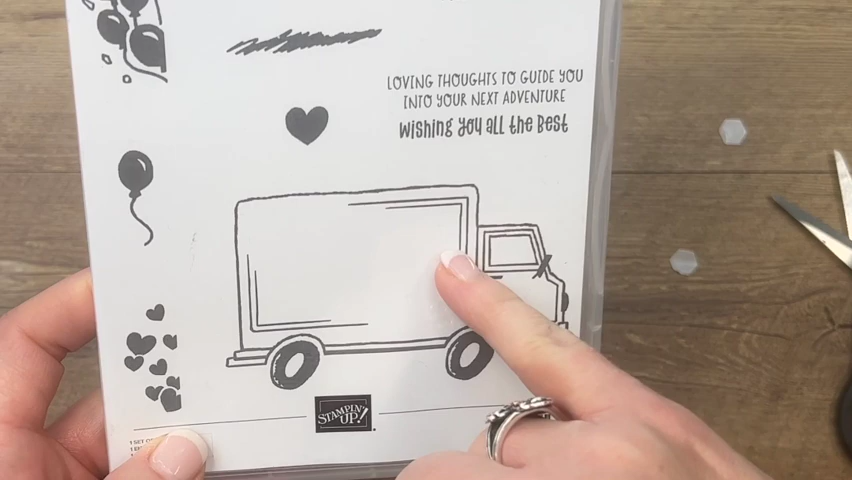 LOVING THOUGHTS TO GUIDE YOU
INTO YOUR NEXT ADVENTURE
Wishing you all the Best
STAMPIN'
UP!